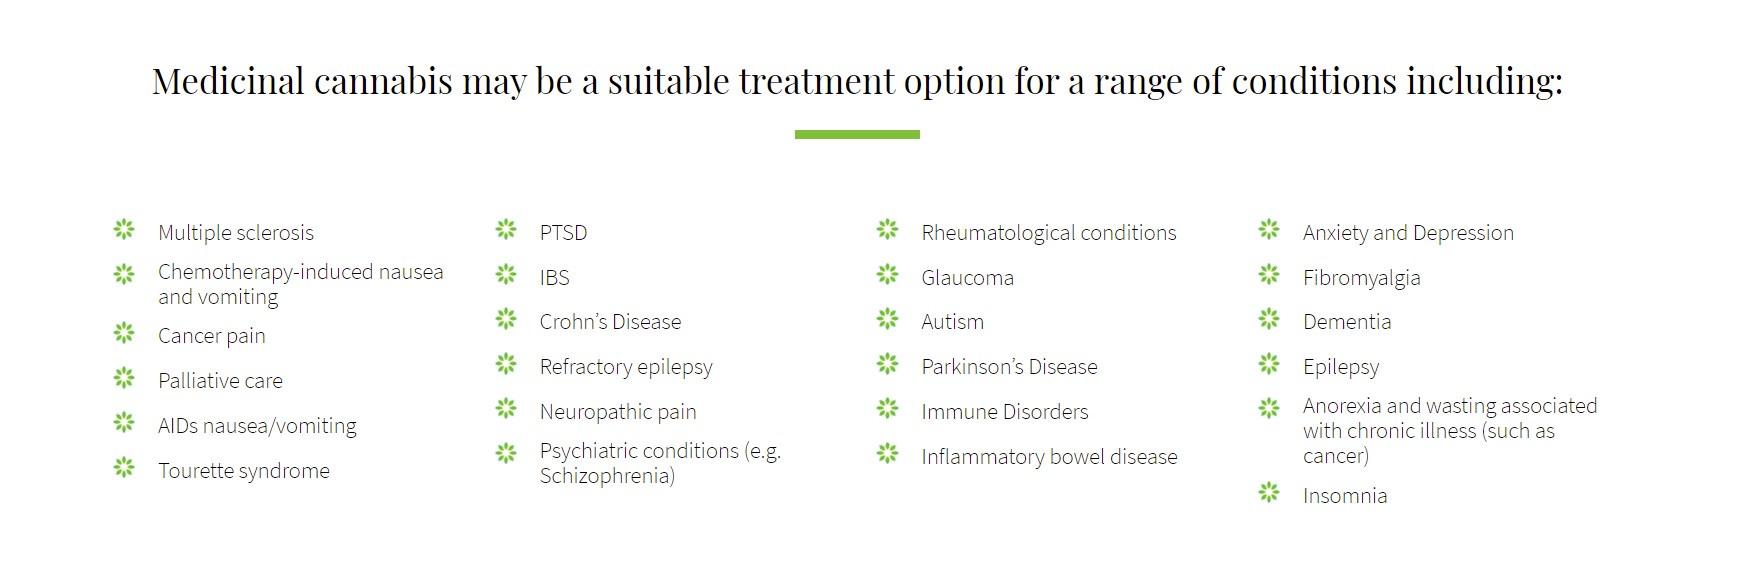 Medicinal cannabis may be a suitable treatment option for a range of conditions including:
Multiple sclerosis
Chemotherapy-induced nausea
and vomiting
Cancer pain
Palliative care
AIDs nausea/vomiting
Tourette syndrome
PTSD
IBS
Crohn’s Disease
Refractory epilepsy
Neuropathic pain
Psychiatric conditions (e.g.
Schizophrenia)
Rheumatological conditions
Glaucoma
Autism
Parkinson’s Disease
Immune Disorders
Inflammatory bowel disease
Anxiety and Depression
Fibromyalgia
Dementia
Epilepsy
Anorexia and wasting associated
with chronic illness (such as
cancer)
Insomnia